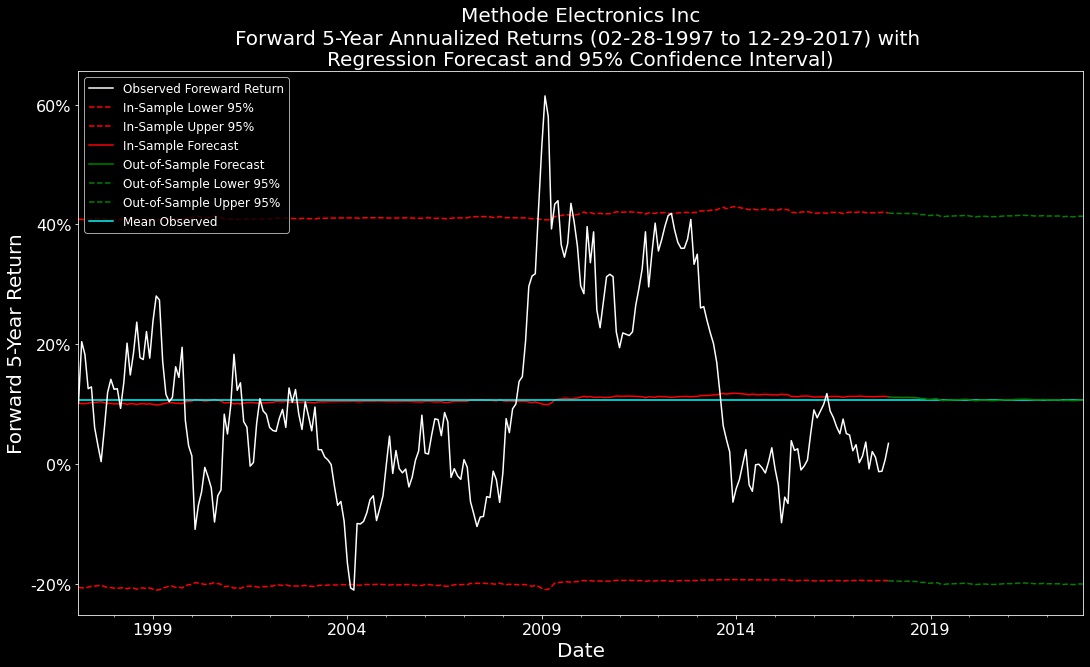 Methode Electronics Inc
Forward 5-Year Annualized Returns (02-28-1997 to 12-29-2017) with
Regression Forecast and 95% Confidence Interval)
Observed Foreward Return
In-Sample Lower 95%
In-Sample Upper 95%
In-Sample Forecast
Out-of-Sample Forecast
Out-of-Sample Lower 95%
Out-of-Sample Upper 95%
Mean Observed
Forward 5-Year Return
60%
40%
20%
0%
-20%
1999
2004
2009
2014
2019
Date